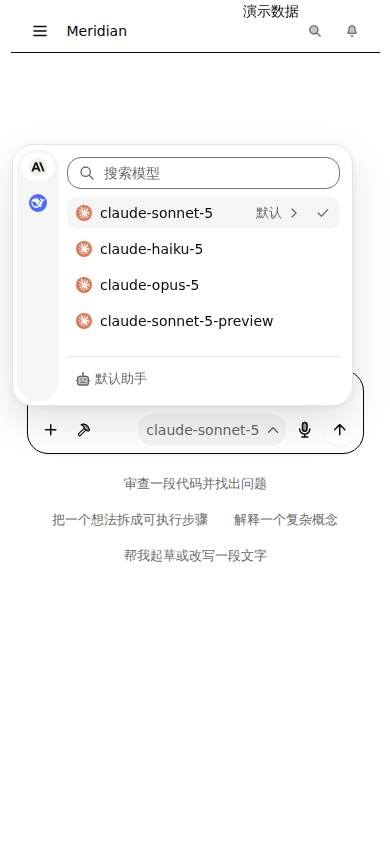 演示数据
Meridian
搜索模型
claude-sonnet-5 默认
claude-haiku-5
claude-opus-5
claude-sonnet-5-preview
默认助手
claude-sonnet-5
审查一段代码并找出问题
把一个想法拆成可执行步骤 解释一个复杂概念
帮我起草或改写一段文字